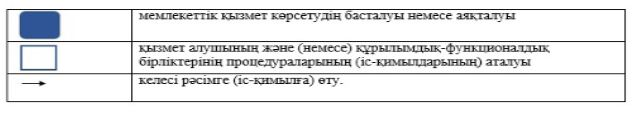 мемлекеттік қызмет көрсетудің басталуы немесе аяқталуы
қызмет алушының және (немесе) құрылымдық-функционалдық
бірліктерінің процедураларының (іс-қимылдарының) аталуы
келесі рәсімге (іс-қимылға) өту.